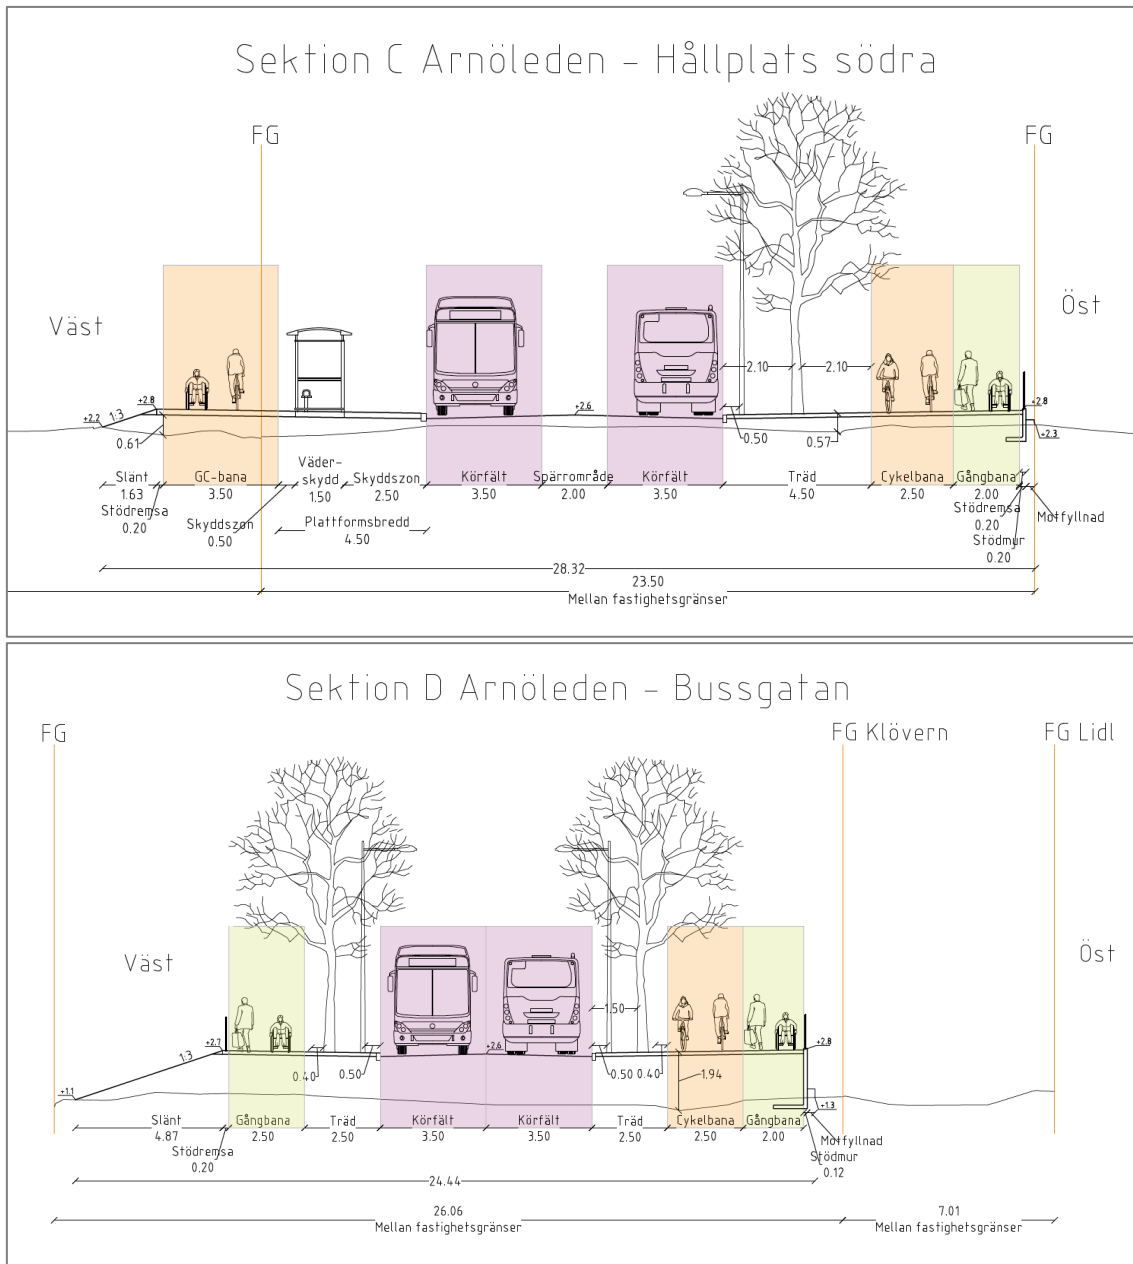 Sektion C Arnöleden - Hållplats södra
FG
FG
Väst
Öst
2.10
2.10
+2.8
1:3
+2.2
0.61
+2.6
0.50
0.57
+2.8
+2.3
Slänt
1.63
Stödremsa
0.20
GC-bana
3.50
Skyddszon
0.50
Väder-
skydd
1.50
Skyddszon
2.50
Plattformsbredd
4.50
Körfält
3.50
Spärrområde
2.00
Körfält
3.50
Träd
4.50
Cykelbana
2.50
Gångbana
2.00
Stödremsa
0.20
Stödmur
0.20
Motfyllnad
28.32
23.50
Mellan fastighetsgränser
Sektion D Arnöleden - Bussgatan
FG
FG Klövern
FG Lidl
Väst
Öst
1.50
+2.7
1:3
+1.1
0.40
0.50
+2.6
0.50
0.40
1.94
+2.8
+1.3
Slänt
4.87
Stödremsa
0.20
Gångbana
2.50
Träd
2.50
Körfält
3.50
Körfält
3.50
Träd
2.50
Cykelbana
2.50
Gångbana
2.00
Motfyllnad
Stödmur
0.12
24.44
26.06
Mellan fastighetsgränser
7.01
Mellan fastighetsgränser